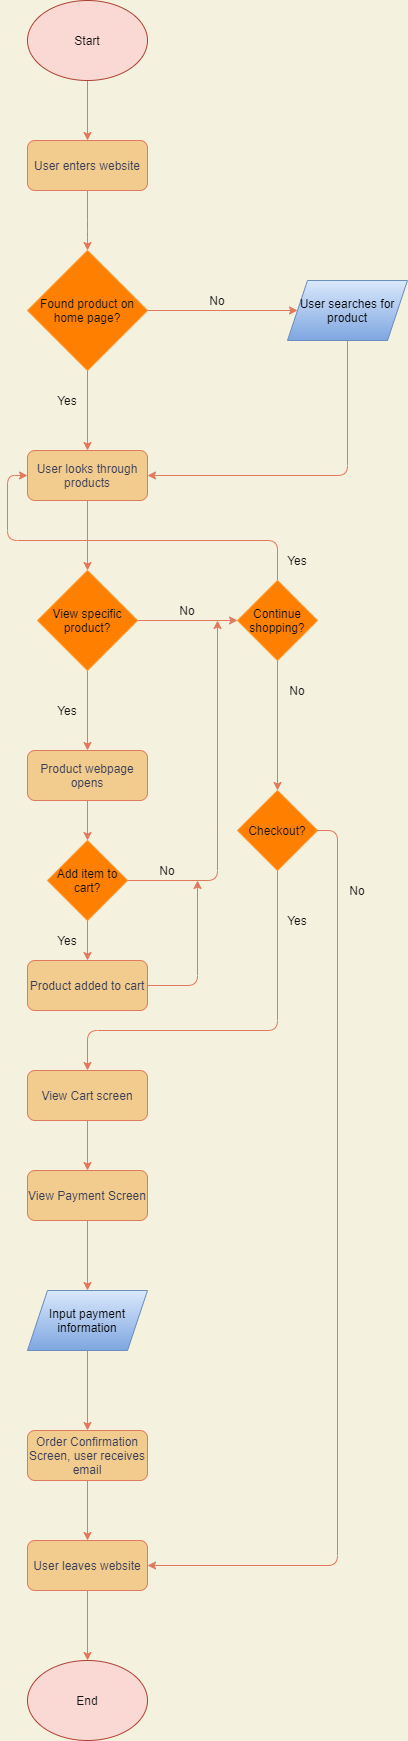 Start
User enters website
Found product on
home page?
No
User searches for
product
Yes
User looks through
products
Yes
View specific
product?
No
Continue
shopping?
Yes
No
Product webpage
opens
Checkout?
Add item to
cart?
No
No
Yes
Yes
Product added to cart
View Cart screen
View Payment Screen
Input payment
information
Order Confirmation
Screen, user receives
email
User leaves website
End